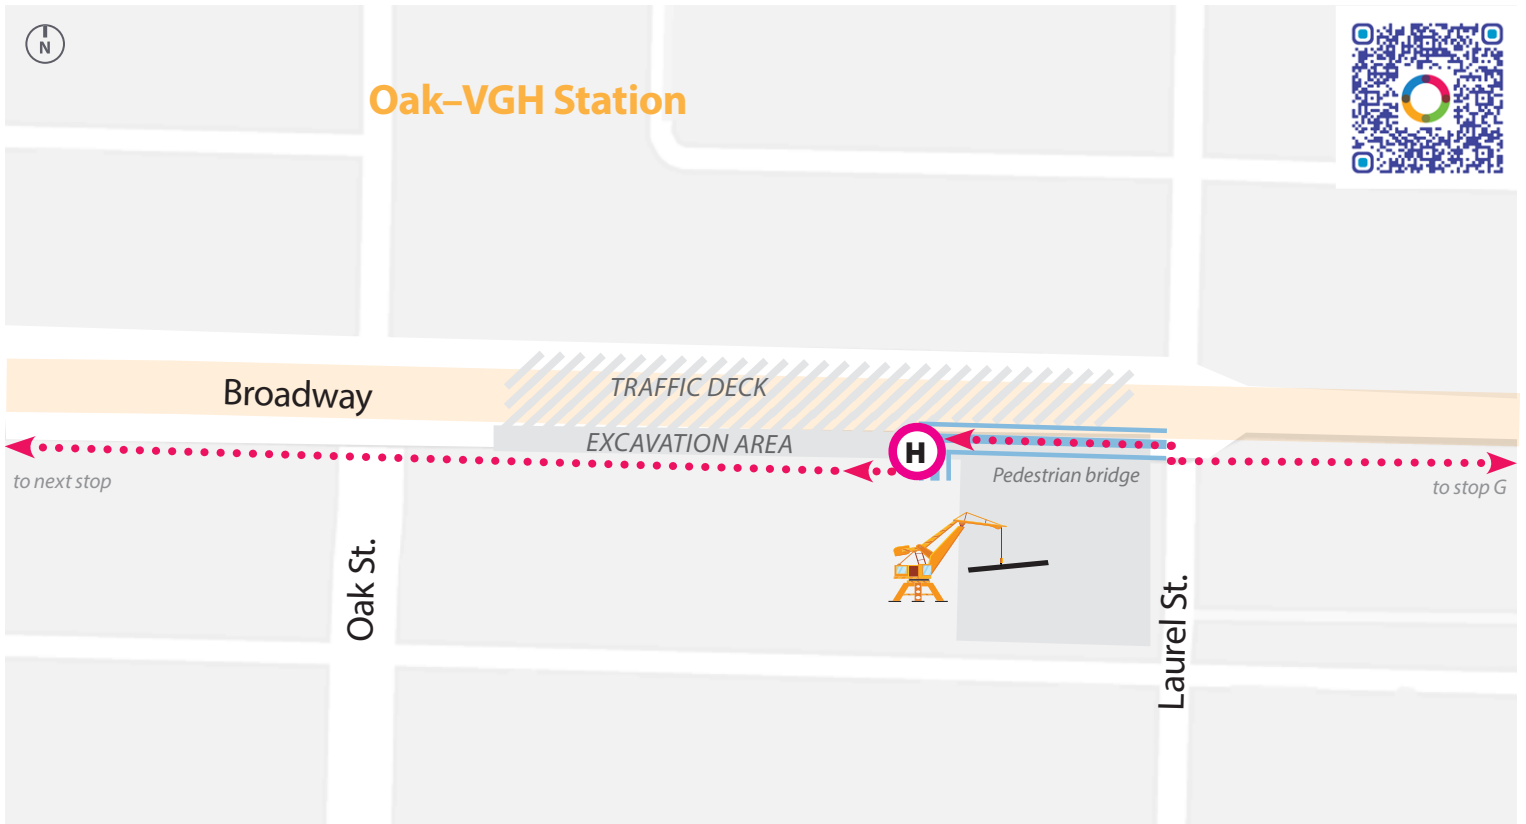 N
Oak–VGH Station
Broadway
TRAFFIC DECK
EXCAVATION AREA
H
Pedestrian bridge
to next stop
to stop G
Oak St.
Laurel St.